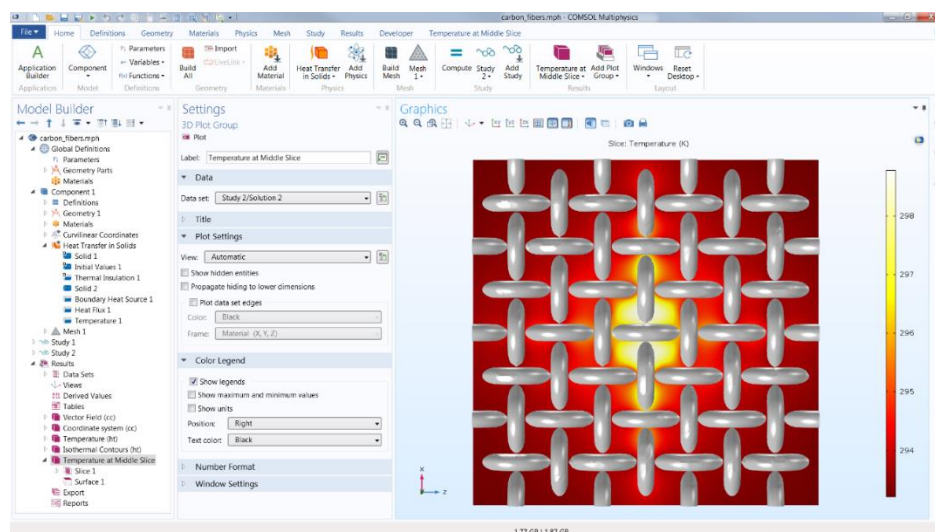 carbon_fibers.mph - COMSOL Multiphysics
File Home Definitions Geometry Materials Physics Mesh Study Results Developer Temperature at Middle Slice
A
Application Builder
Application
Component
Model
Pi Parameters
a= Variables
f(x) Functions
Definitions
Build All
Import
LiveLink
Geometry
Add Material
Materials
Heat Transfer in Solids
Add Physics
Physics
Build Mesh
Mesh 1
Mesh
Compute
Study 2
Add Study
Study
Temperature at Middle Slice
Add Plot Group
Results
Windows
Reset Desktop
Layout
Model Builder
carbon_fibers.mph
Global Definitions
Pi Parameters
Geometry Parts
Materials
Component 1
Definitions
Geometry 1
Materials
Curvilinear Coordinates
Heat Transfer in Solids
Solid 1
Initial Values 1
Thermal Insulation 1
Solid 2
Boundary Heat Source 1
Heat Flux 1
Temperature 1
Mesh 1
Study 1
Study 2
Results
Data Sets
Views
Derived Values
Tables
Vector Field (cc)
Coordinate system (cc)
Temperature (ht)
Isothermal Contours (ht)
Temperature at Middle Slice
Slice 1
Surface 1
Export
Reports
Settings
3D Plot Group
Plot
Label: Temperature at Middle Slice
Data
Data set: Study 2/Solution 2
Title
Plot Settings
View: Automatic
Show hidden entities
Propagate hiding to lower dimensions
Plot data set edges
Color: Black
Frame: Material (X, Y, Z)
Color Legend
Show legends
Show maximum and minimum values
Show units
Position: Right
Text color: Black
Number Format
Window Settings
Graphics
Slice: Temperature (K)
298
297
296
295
294
x
z
1.77 GB | 1.87 GB